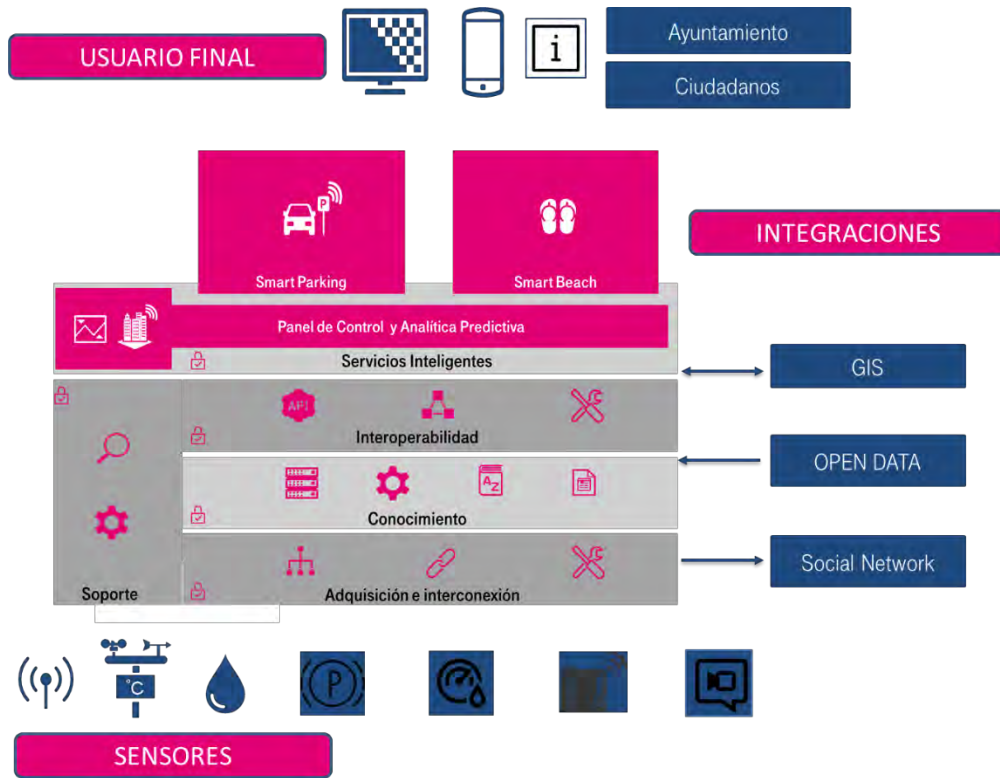 USUARIO FINAL
i
Ayuntamiento
Ciudadanos
P
Smart Parking
Smart Beach
INTEGRACIONES
Panel de Control y Analítica Predictiva
Servicios Inteligentes
GIS
API
Interoperabilidad
OPEN DATA
A Z
Conocimiento
Social Network
Soporte
Adquisición e interconexión
°C
P
SENSORES